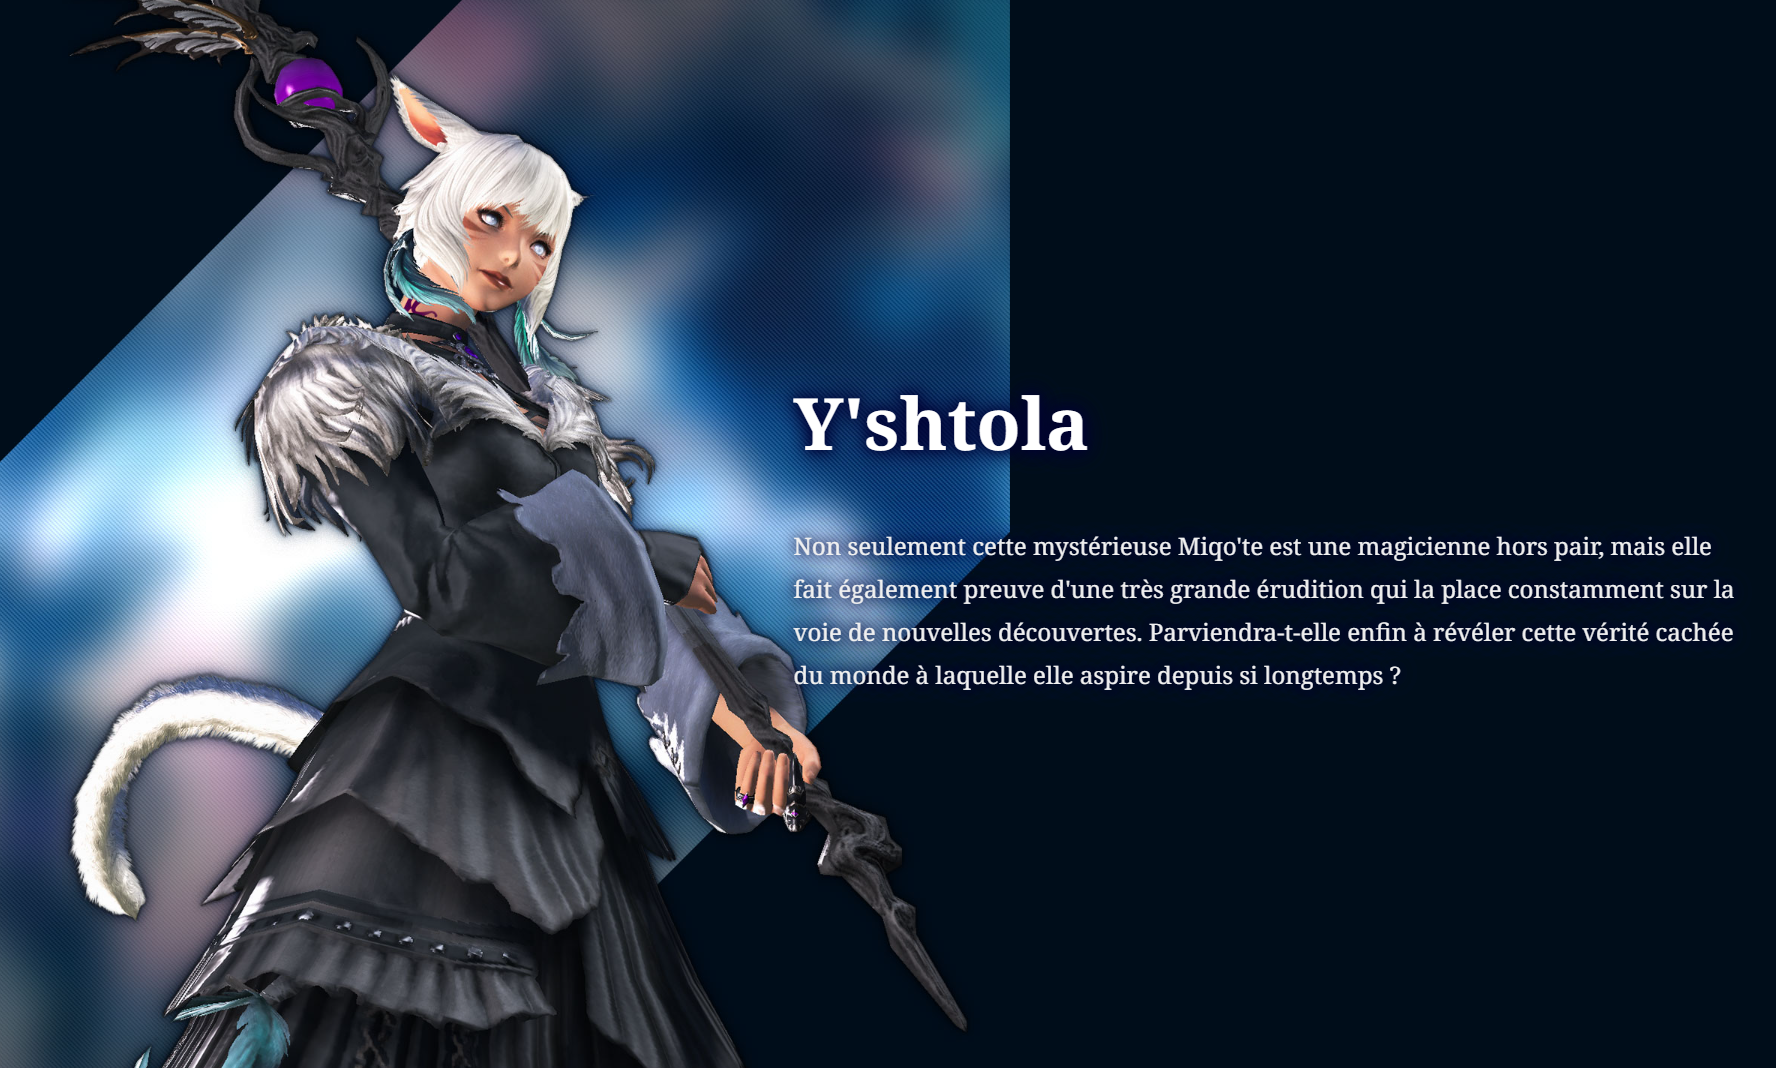 Y'shtola
Non seulement cette mystérieuse Miqo'te est une magicienne hors pair, mais elle
fait également preuve d'une très grande érudition qui la place constamment sur la
voie de nouvelles découvertes. Parviendra-t-elle enfin à révéler cette vérité cachée
du monde à laquelle elle aspire depuis si longtemps ?